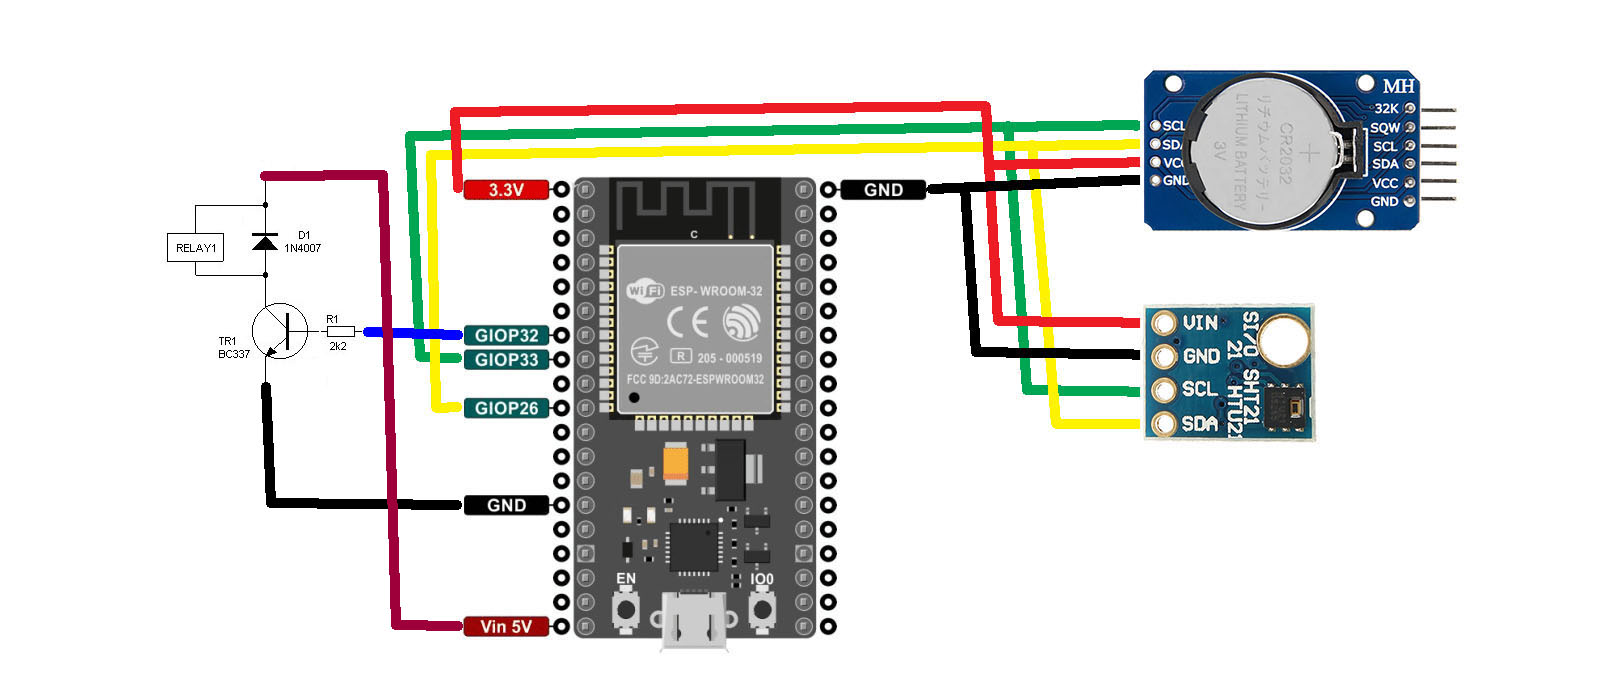 3.3V
GIOP32
GIOP33
GIOP26
GND
Vin 5V
GND
RELAY1
D1
1N4007
TR1
BC337
R1
2k2
C
WiFi
ESP- WROOM-32
CE
R
205 - 000519
FCC 9D:2AC72-ESPWROOM32
EN
IO0
SCL
SDA
VCC
GND
リチウムバッテリー
CR2032
LITHIUM BATTERY
3V
+
MH
32K
SQW
SCL
SDA
VCC
GND
VIN
GND
SCL
SDA
SI70
21
SHT21
HTU21